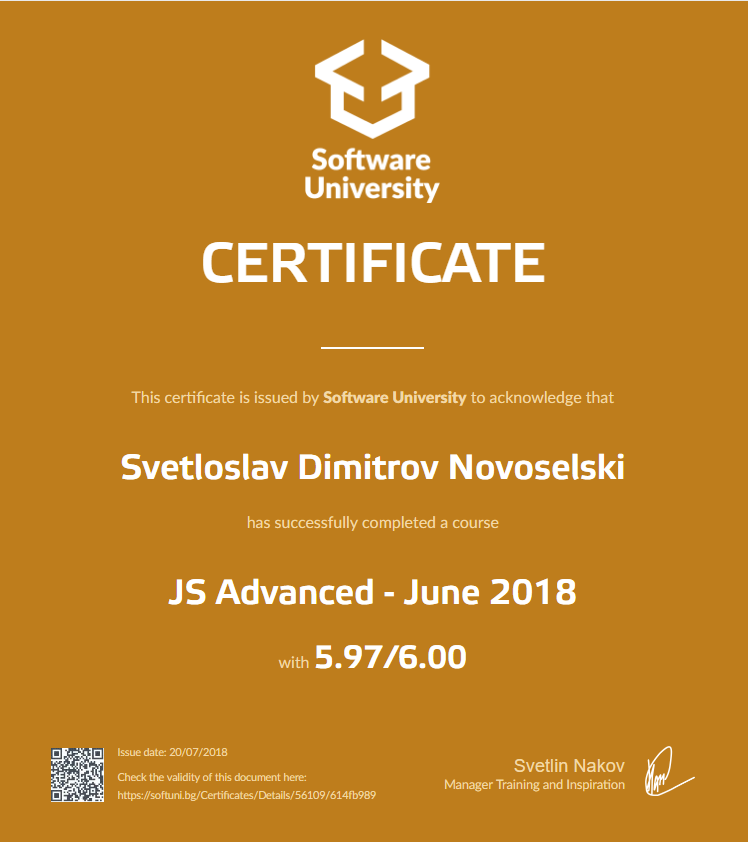 Software
University
CERTIFICATE
This certificate is issued by Software University to acknowledge that
Svetloslav Dimitrov Novoselski
has successfully completed a course
JS Advanced - June 2018
with 5.97/6.00
Issue date: 20/07/2018
Check the validity of this document here:
https://softuni.bg/Certificates/Details/56109/614fb989
Svetlin Nakov
Manager Training and Inspiration